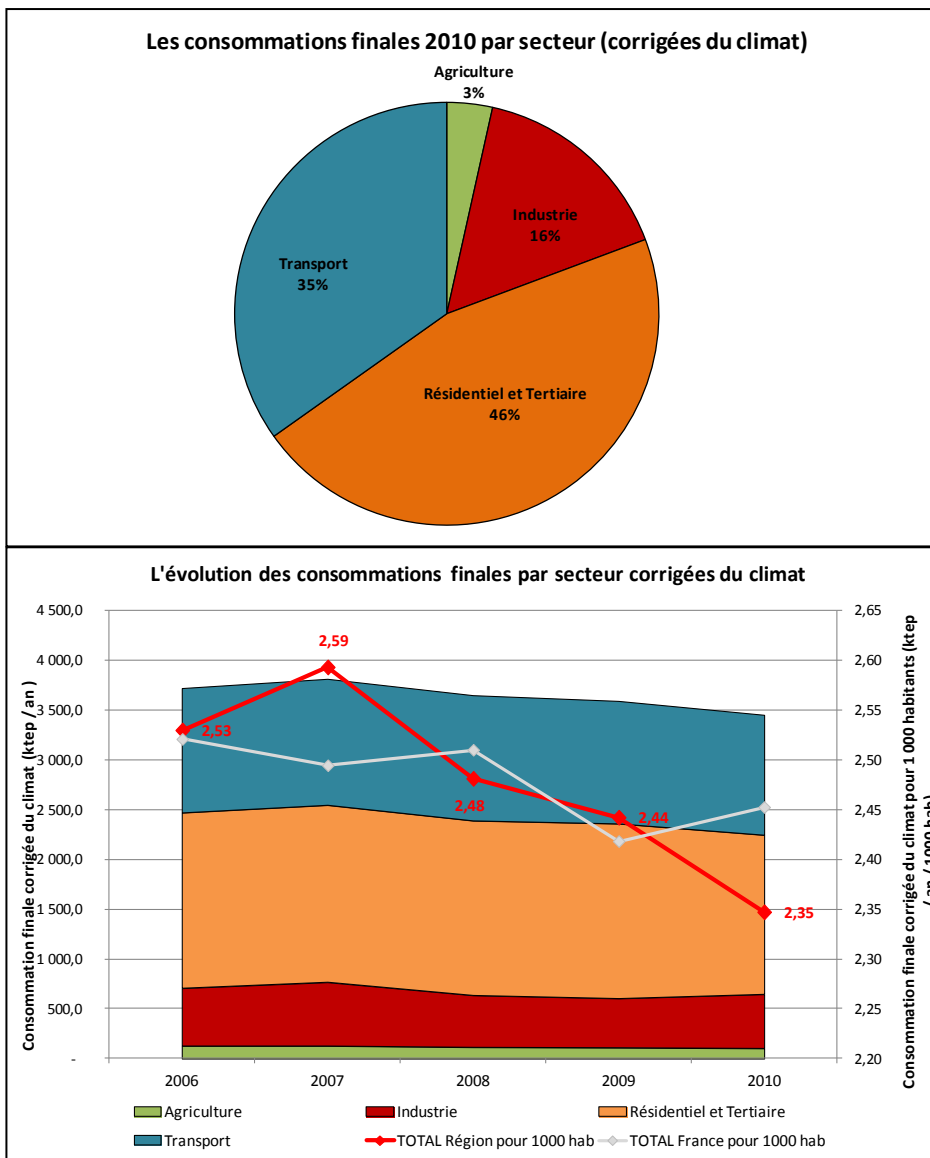 Les consommations finales 2010 par secteur (corrigées du climat)
Agriculture
3%
Industrie
16%
Transport
35%
Résidentiel et Tertiaire
46%
L'évolution des consommations finales par secteur corrigées du climat
Consommation finale corrigée du climat (ktep / an )
4 500,0
4 000,0
3 500,0
3 000,0
2 500,0
2 000,0
1 500,0
1 000,0
500,0
-
2,53
2,59
2,48
2,44
2,35
2,65
2,60
2,55
2,50
2,45
2,40
2,35
2,30
2,25
2,20
Consommation finale corrigée du climat pour 1 000 habitants (ktep
/ an / 1000 hab)
2006 2007 2008 2009 2010
Agriculture Industrie Résidentiel et Tertiaire
Transport TOTAL Région pour 1000 hab TOTAL France pour 1000 hab